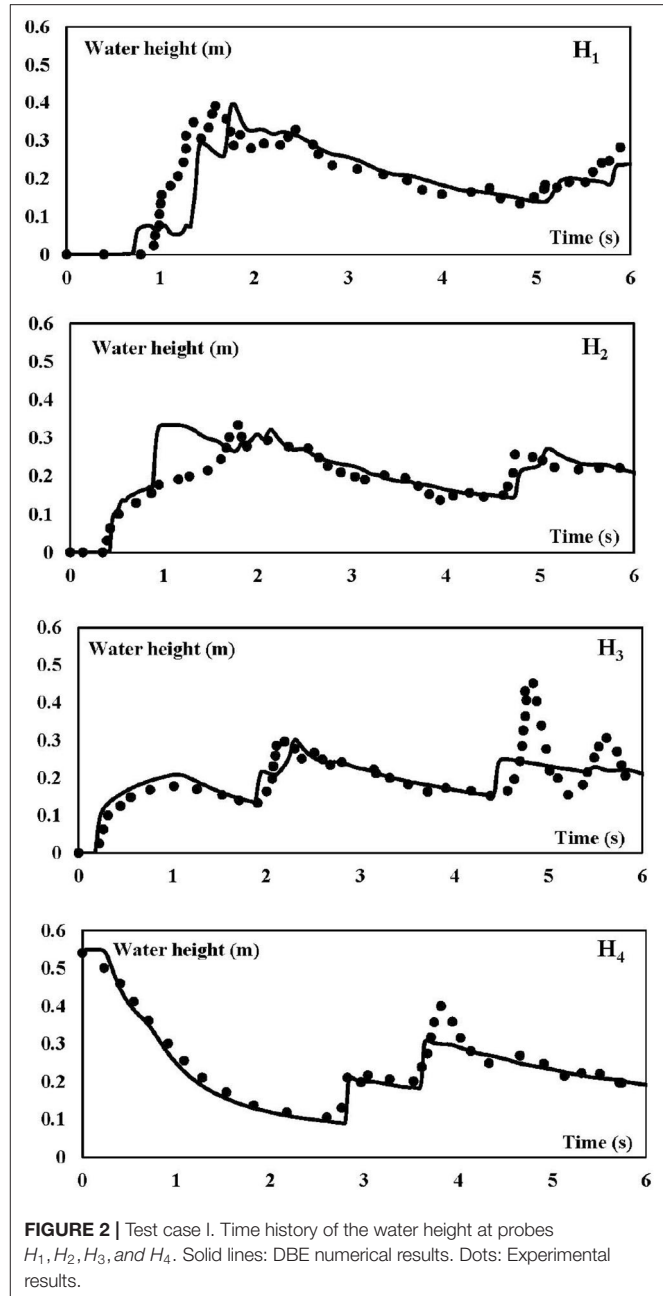 Water height (m)
H₁
0.6
0.5
0.4
0.3
0.2
0.1
0
Time (s)
0 1 2 3 4 5 6
Water height (m)
H₂
0.6
0.5
0.4
0.3
0.2
0.1
0
Time (s)
0 1 2 3 4 5 6
Water height (m)
H₃
0.6
0.5
0.4
0.3
0.2
0.1
0
Time (s)
0 1 2 3 4 5 6
Water height (m)
H₄
0.6
0.5
0.4
0.3
0.2
0.1
0
Time (s)
0 1 2 3 4 5 6
FIGURE 2 | Test case I. Time history of the water height at probes
H₁, H₂, H₃, and H₄. Solid lines: DBE numerical results. Dots: Experimental
results.